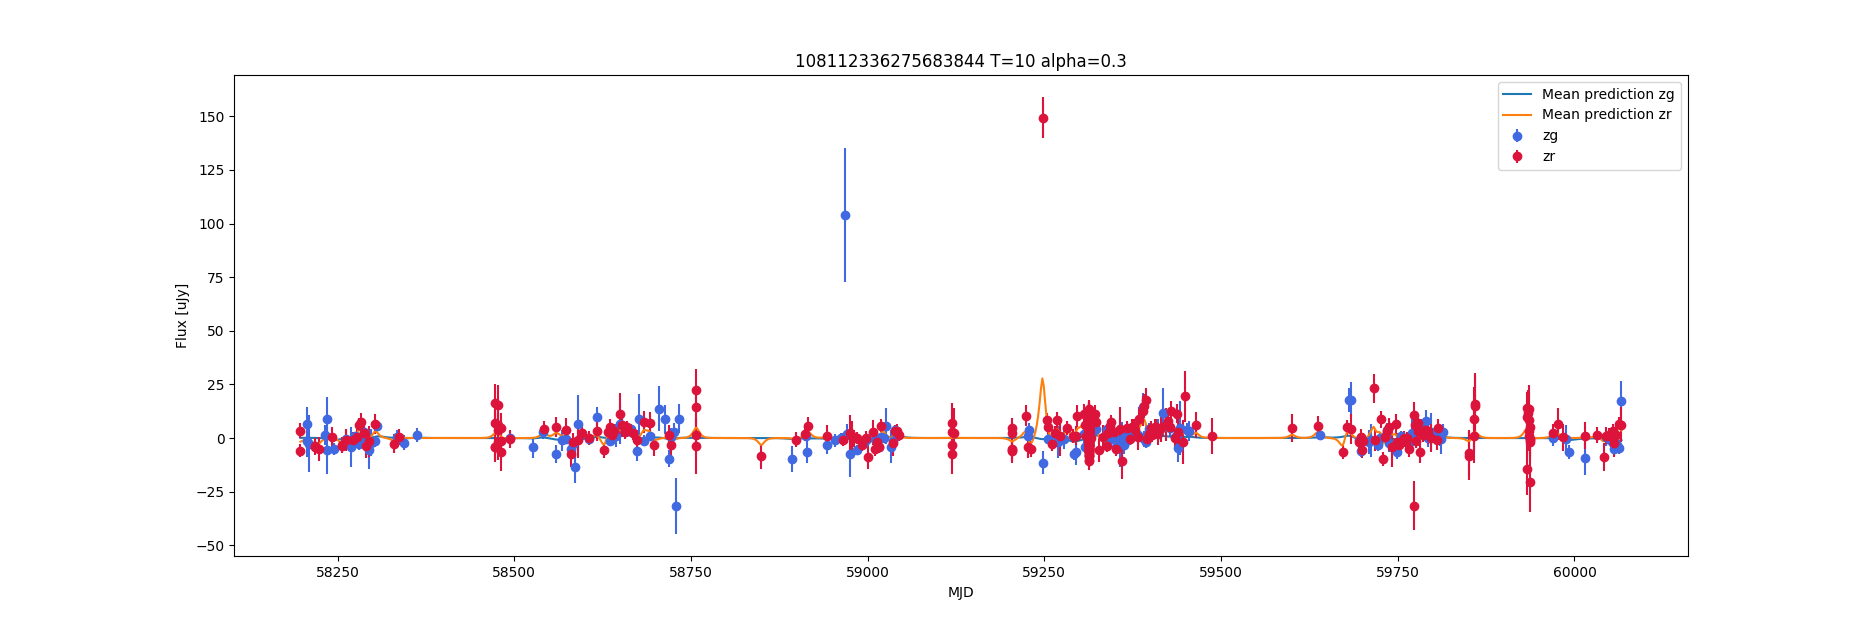 108112336275683844 T=10 alpha=0.3
Mean prediction zg
Mean prediction zr
zg
zr
Flux [uJy]
150
125
100
75
50
25
0
−25
−50
58250 58500 58750 59000 59250 59500 59750 60000
MJD